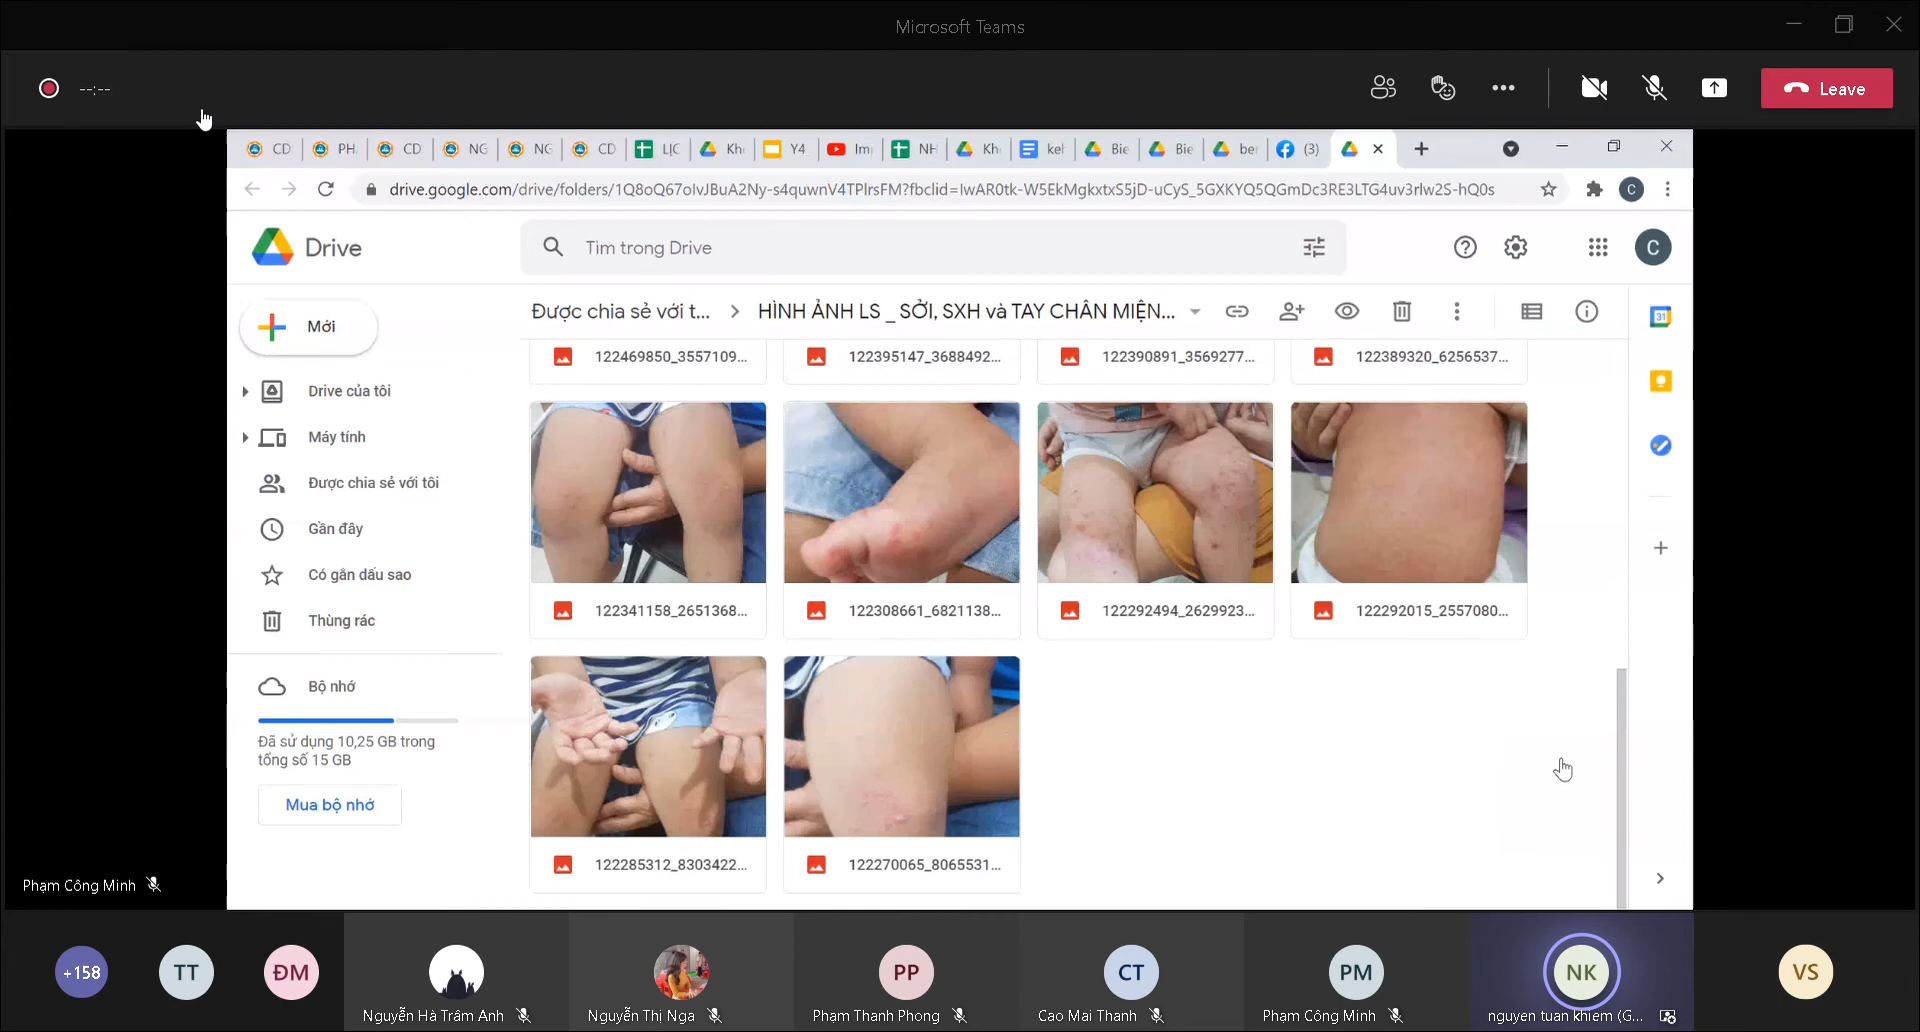 Microsoft Teams
--:--
Leave
CD
PH
CD
NG
NG
CD
LỊC
Kh
Y4
Im
NH
Kh
keh
Bie
Bie
be
(3)
drive.google.com/drive/folders/1Q8oQ67oIvJBuA2Ny-s4quwnV4TPlrsFM?fbclid=IwAR0tk-W5EkMgkxtxS5jD-uCyS_5GXKYQ5QGmDc3RE3LTG4uv3rlw2S-hQ0s
C
Drive
Tìm trong Drive
C
Mới
Được chia sẻ với t...
HÌNH ẢNH LS _ SỞI, SXH và TAY CHÂN MIỆN...
31
122469850_3557109...
122395147_3688492...
122390891_3569277...
122389320_6256537...
Drive của tôi
Máy tính
Được chia sẻ với tôi
Gần đây
Có gắn dấu sao
Thùng rác
122341158_2651368...
122308661_6821138...
122292494_2629923...
122292015_2557080...
Bộ nhớ
Đã sử dụng 10,25 GB trong
tổng số 15 GB
Mua bộ nhớ
122285312_8303422...
122270065_8065531...
Phạm Công Minh
+158
TT
ĐM
PP
CT
PM
NK
VS
Nguyễn Hà Trâm Anh
Nguyễn Thị Nga
Phạm Thanh Phong
Cao Mai Thanh
Phạm Công Minh
nguyen tuan khiem (G...